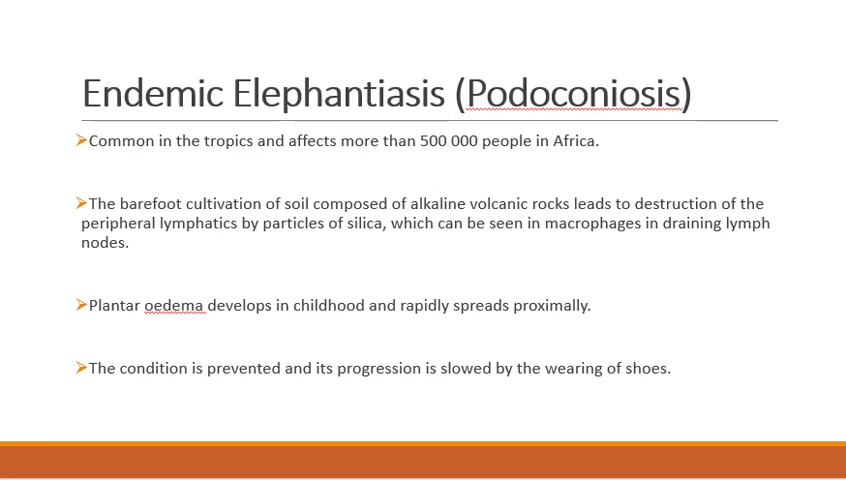 Endemic Elephantiasis (Podoconiosis)
➢Common in the tropics and affects more than 500 000 people in Africa.
➢The barefoot cultivation of soil composed of alkaline volcanic rocks leads to destruction of the
peripheral lymphatics by particles of silica, which can be seen in macrophages in draining lymph
nodes.
➢Plantar oedema develops in childhood and rapidly spreads proximally.
➢The condition is prevented and its progression is slowed by the wearing of shoes.